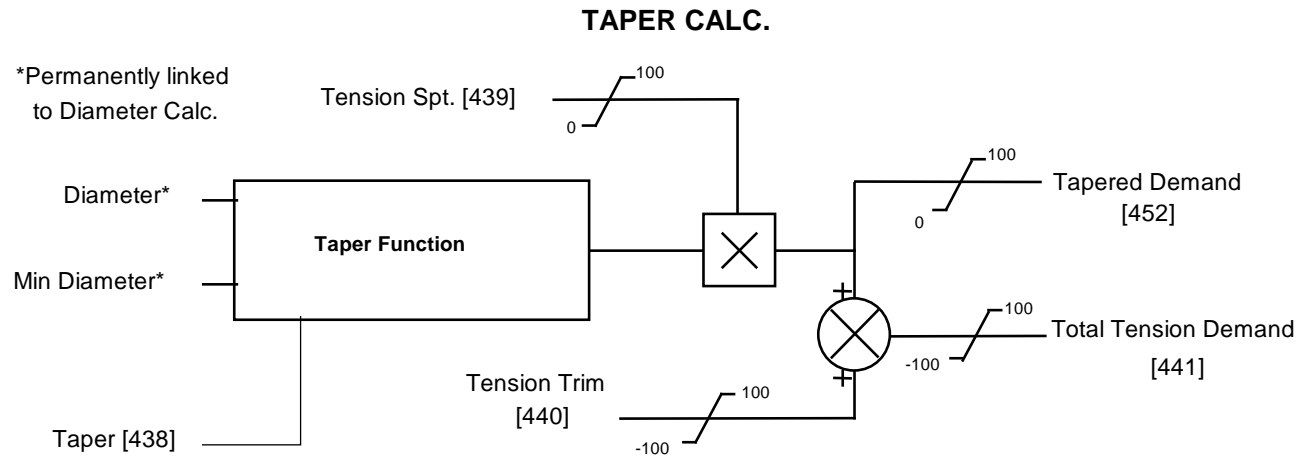 TAPER CALC.
*Permanently linked
to Diameter Calc.
Tension Spt. [439]
100
0
Diameter*
Min Diameter*
Taper Function
100
0
Tapered Demand
[452]
+
+
100
-100
Total Tension Demand
[441]
Tension Trim
[440]
100
-100
Taper [438]